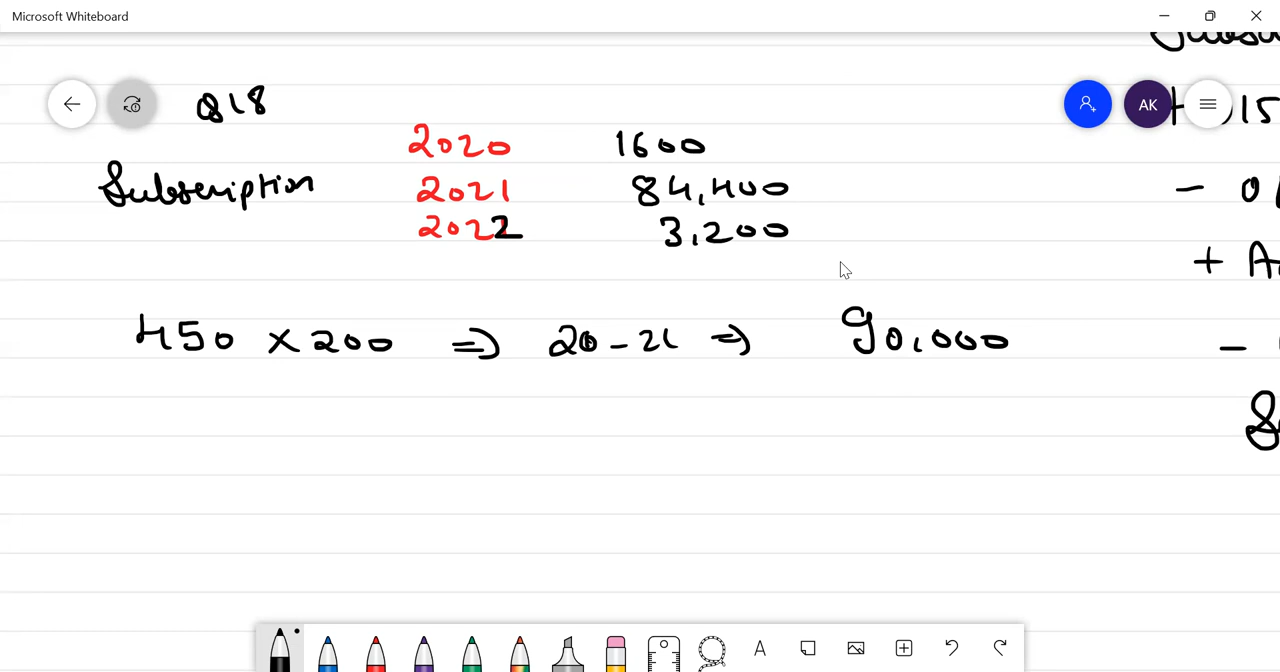 Microsoft Whiteboard
Q18
AK
15
2020 1600
Subscription 2021 84,400
2022 3,200
450 × 200 ⇒ 20-21 ⇒ 90,000
+ A
A